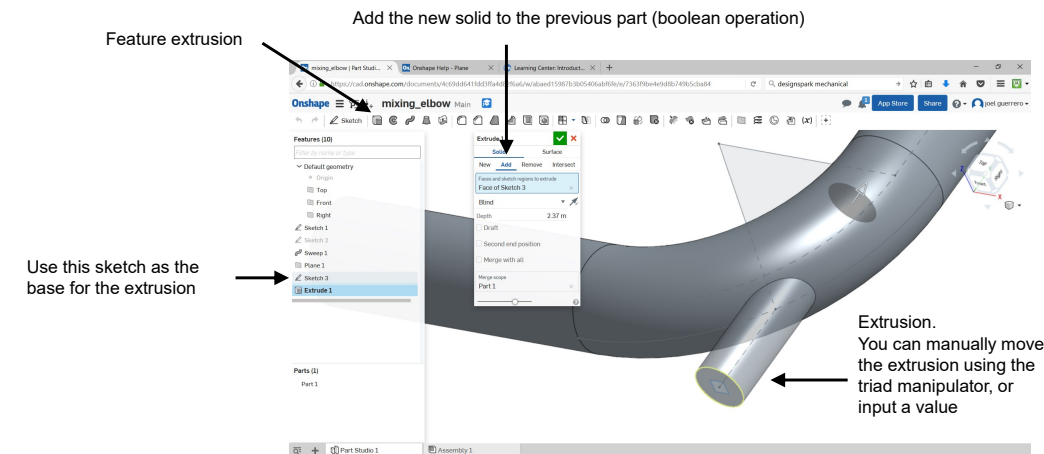 Add the new solid to the previous part (boolean operation)
Feature extrusion
mixing_elbow | Part Studi...
Onshape Help - Plane
Learning Center: Introduct...
designspark mechanical
Onshape
mixing_elbow Main
App Store
Share
joel guerrero
Sketch
(x)
Features (10)
Filter by name or type
Default geometry
Origin
Top
Front
Right
Sketch 1
Sketch 2
Sweep 1
Plane 1
Sketch 3
Extrude 1
Extrude 1
Solid Surface
New Add Remove Intersect
Faces and sketch regions to extrude
Face of Sketch 3
Blind
Depth 2.37 m
Draft
Second end position
Merge with all
Merge scope
Part 1
Z
Top
Front
Right
X
Use this sketch as the
base for the extrusion
Extrusion.
You can manually move
the extrusion using the
triad manipulator, or
input a value
Parts (1)
Part 1
Part Studio 1
Assembly 1